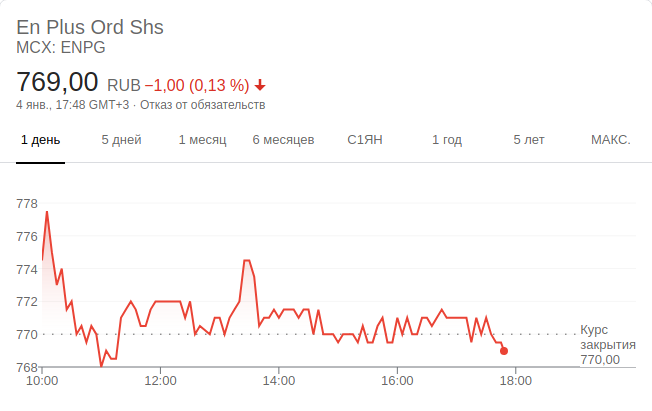 En Plus Ord Shs
MCX: ENPG
769,00 RUB −1,00 (0,13 %)
4 янв., 17:48 GMT+3 · Отказ от обязательств
1 день 5 дней 1 месяц 6 месяцев С1ЯН 1 год 5 лет МАКС.
778
776
774
772
770
768
Курс
закрытия
770,00
10:00 12:00 14:00 16:00 18:00